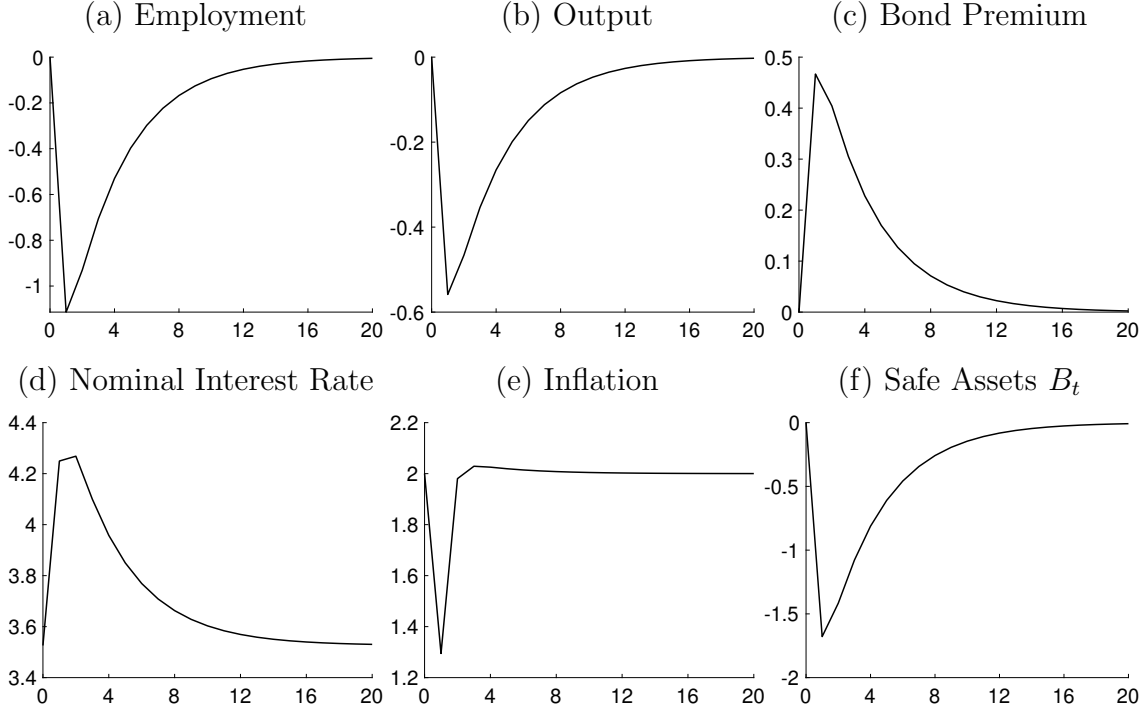 (a) Employment
(b) Output
(c) Bond Premium
0
-0.2
-0.4
-0.6
-0.8
-1
0 4 8 12 16 20
0
-0.2
-0.4
-0.6
0 4 8 12 16 20
0.5
0.4
0.3
0.2
0.1
0
0 4 8 12 16 20
(d) Nominal Interest Rate
(e) Inflation
(f) Safe Assets Bt
4.4
4.2
4
3.8
3.6
3.4
0 4 8 12 16 20
2.2
2
1.8
1.6
1.4
1.2
0 4 8 12 16 20
0
-0.5
-1
-1.5
-2
0 4 8 12 16 20